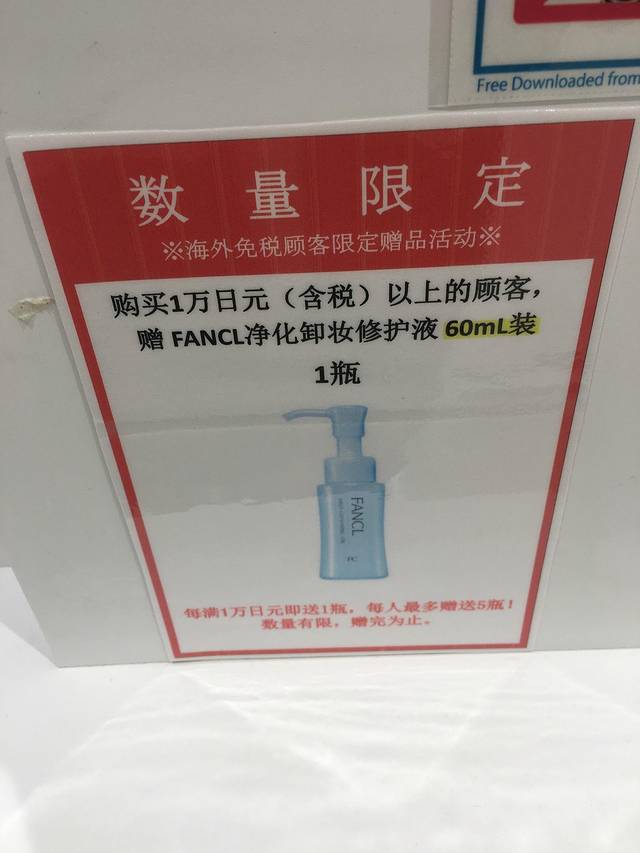 Free Downloaded from
数量限定
※海外免税顾客限定赠品活动※
购买1万日元（含税）以上的顾客，
赠 FANCL净化卸妆修护液 60mL装
1瓶
FANCL
每满1万日元即送1瓶，每人最多赠送5瓶！
数量有限，赠完为止。